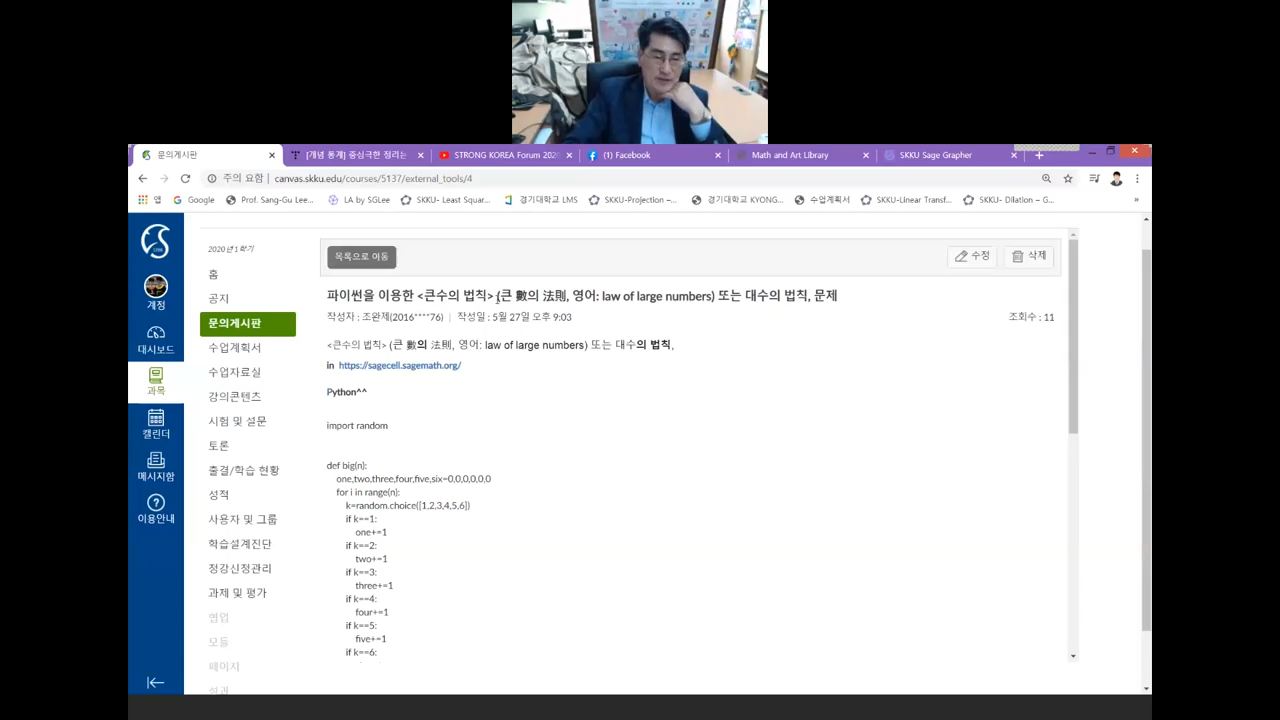 문의게시판
[개념 통계] 중심극한 정리는
STRONG KOREA Forum 202
(1) Facebook
Math and Art Library
SKKU Sage Grapher
주의 요함 | canvas.skku.edu/courses/5137/external_tools/4
앱
Google
Prof. Sang-Gu Lee...
LA by SGLee
SKKU- Least Squar...
경기대학교 LMS
SKKU-Projection –...
경기대학교 KYONG...
수업계획서
SKKU-Linear Transf...
SKKU- Dilation – G...
계정
대시보드
과목
캘린더
메시지함
이용안내
2020년 1학기
홈
공지
문의게시판
수업계획서
수업자료실
강의콘텐츠
시험 및 설문
토론
출결/학습 현황
성적
사용자 및 그룹
학습설계진단
정강신청관리
과제 및 평가
협업
모듈
페이지
성과
목록으로 이동
수정
삭제
파이썬을 이용한 <큰수의 법칙> (큰 數의 法則, 영어: law of large numbers) 또는 대수의 법칙, 문제
작성자 : 조완제(2016****76) | 작성일 : 5월 27일 오후 9:03
조회수 : 11
<큰수의 법칙> (큰 數의 法則, 영어: law of large numbers) 또는 대수의 법칙,
in https://sagecell.sagemath.org/
Python^^
import random
def big(n):
one,two,three,four,five,six=0,0,0,0,0,0
for i in range(n):
k=random.choice([1,2,3,4,5,6])
if k==1:
one+=1
if k==2:
two+=1
if k==3:
three+=1
if k==4:
four+=1
if k==5:
five+=1
if k==6: